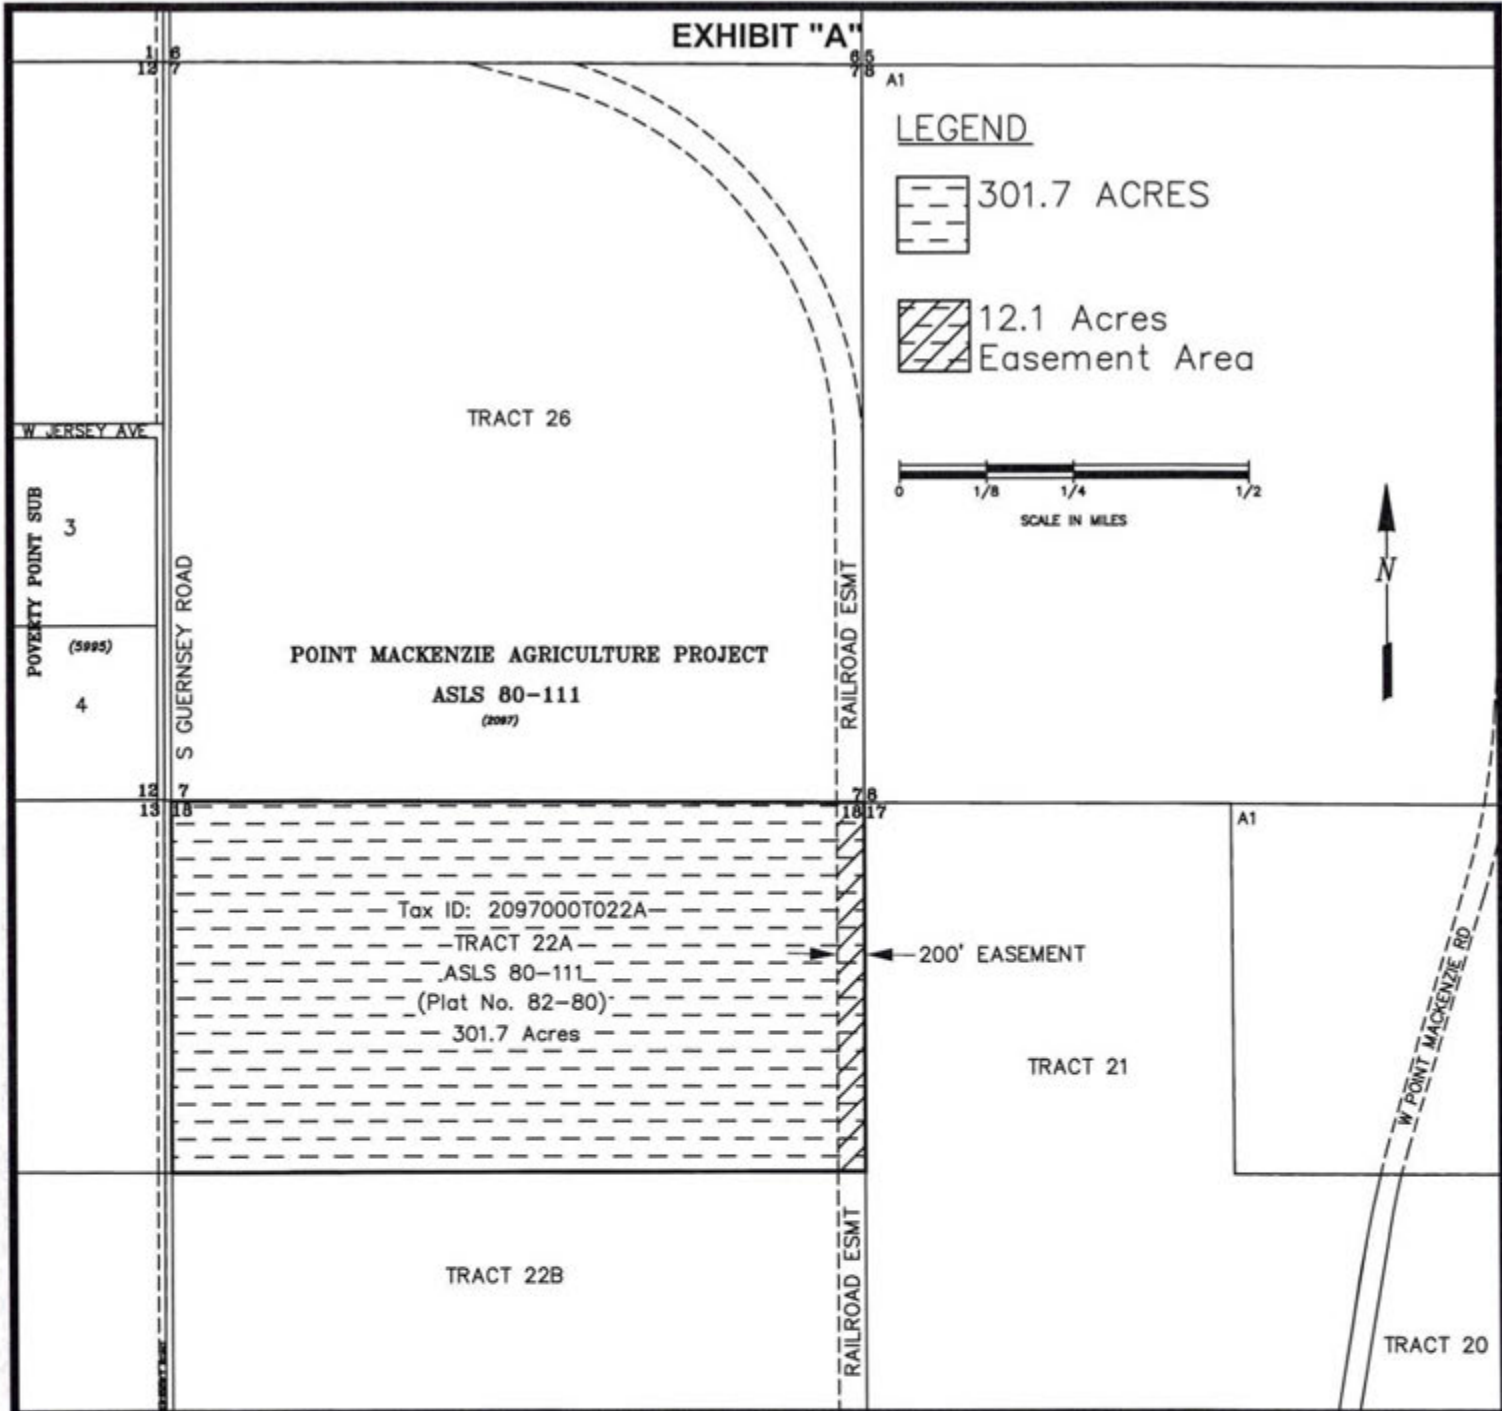 EXHIBIT "A"
1 6
12 7
6 5
7 8
A1
LEGEND
301.7 ACRES
12.1 Acres
Easement Area
TRACT 26
W JERSEY AVE
0 1/8 1/4 1/2
SCALE IN MILES
N
POVERTY POINT SUB
3
(5995)
4
S GUERNSEY ROAD
RAILROAD ESMT
POINT MACKENZIE AGRICULTURE PROJECT
ASLS 80-111
(2097)
12 7
13 18
7 8
18 17
A1
Tax ID: 2097000T022A
TRACT 22A
ASLS 80-111
(Plat No. 82-80)
301.7 Acres
200' EASEMENT
TRACT 21
W POINT MACKENZIE RD
TRACT 22B
RAILROAD ESMT
TRACT 20